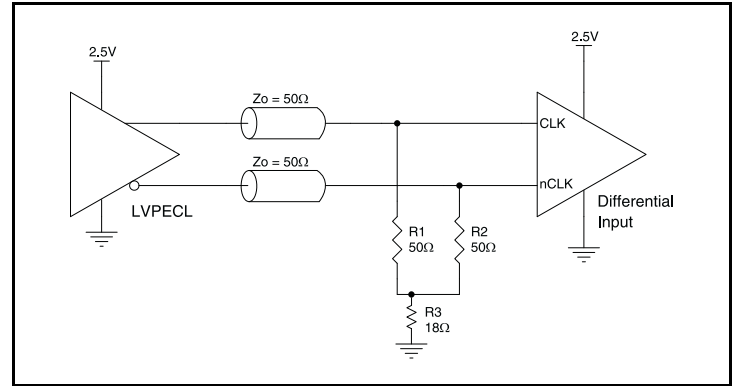 2.5V
2.5V
Zo = 50Ω
CLK
Zo = 50Ω
nCLK
LVPECL
Differential
Input
R1
50Ω
R2
50Ω
R3
18Ω